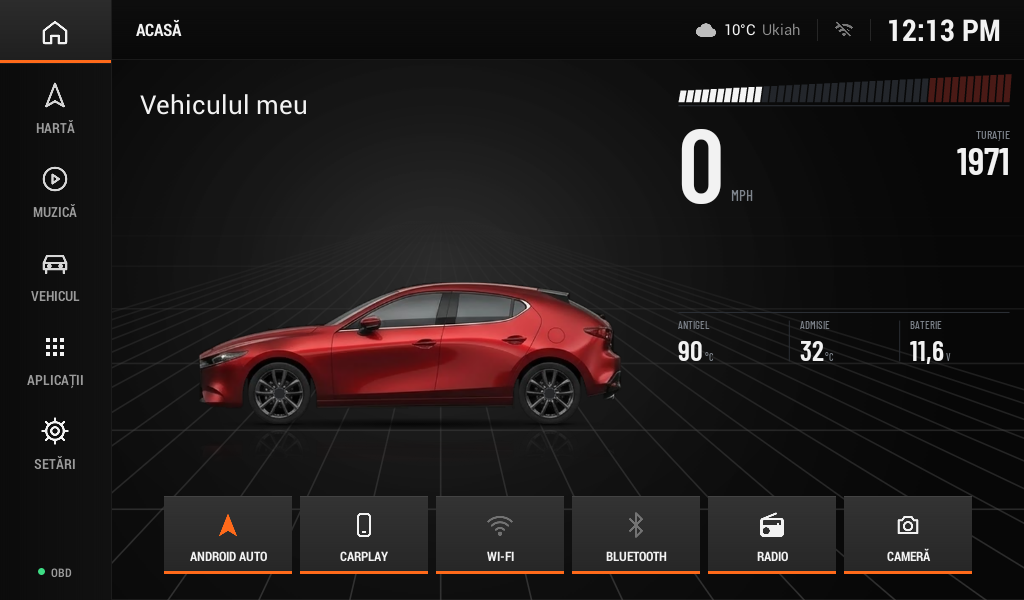 ACASĂ
10°C Ukiah
12:13 PM
HARTĂ
MUZICĂ
VEHICUL
APLICAȚII
SETĂRI
OBD
Vehiculul meu
0 MPH
TURAȚIE
1971
ANTIGEL
90 °C
ADMISIE
32 °C
BATERIE
11,6 V
ANDROID AUTO
CARPLAY
WI-FI
BLUETOOTH
RADIO
CAMERĂ